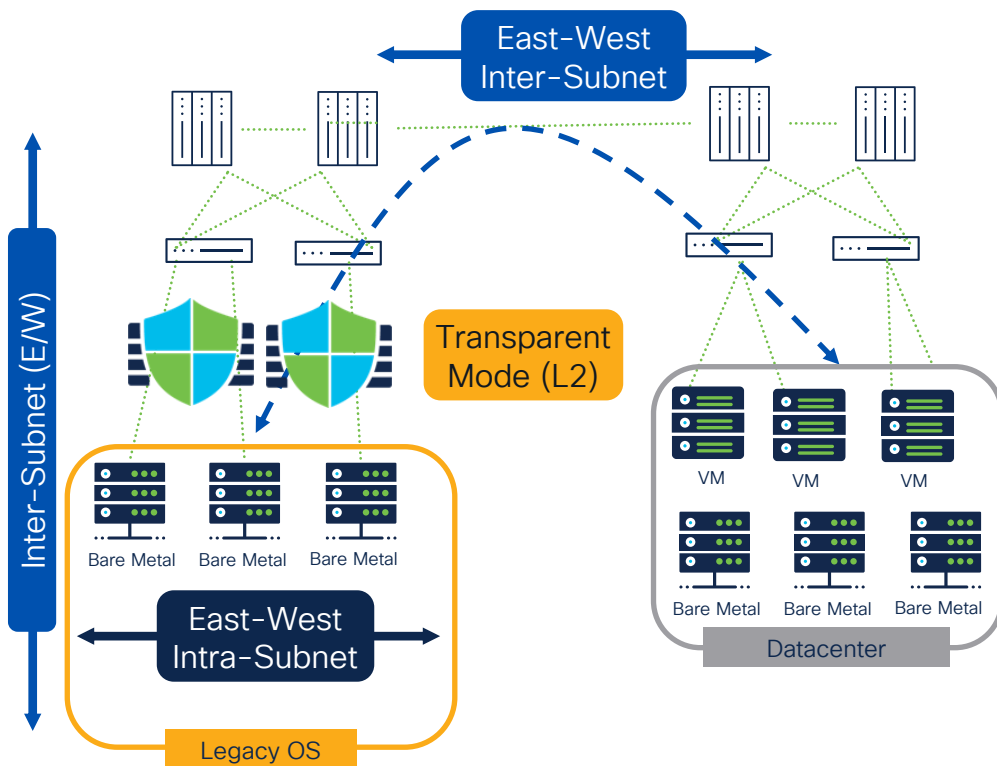 East-West
Inter-Subnet
Inter-Subnet (E/W)
Transparent
Mode (L2)
VM
VM
VM
Bare Metal
Bare Metal
Bare Metal
Bare Metal
Bare Metal
Bare Metal
East-West
Intra-Subnet
Datacenter
Legacy OS